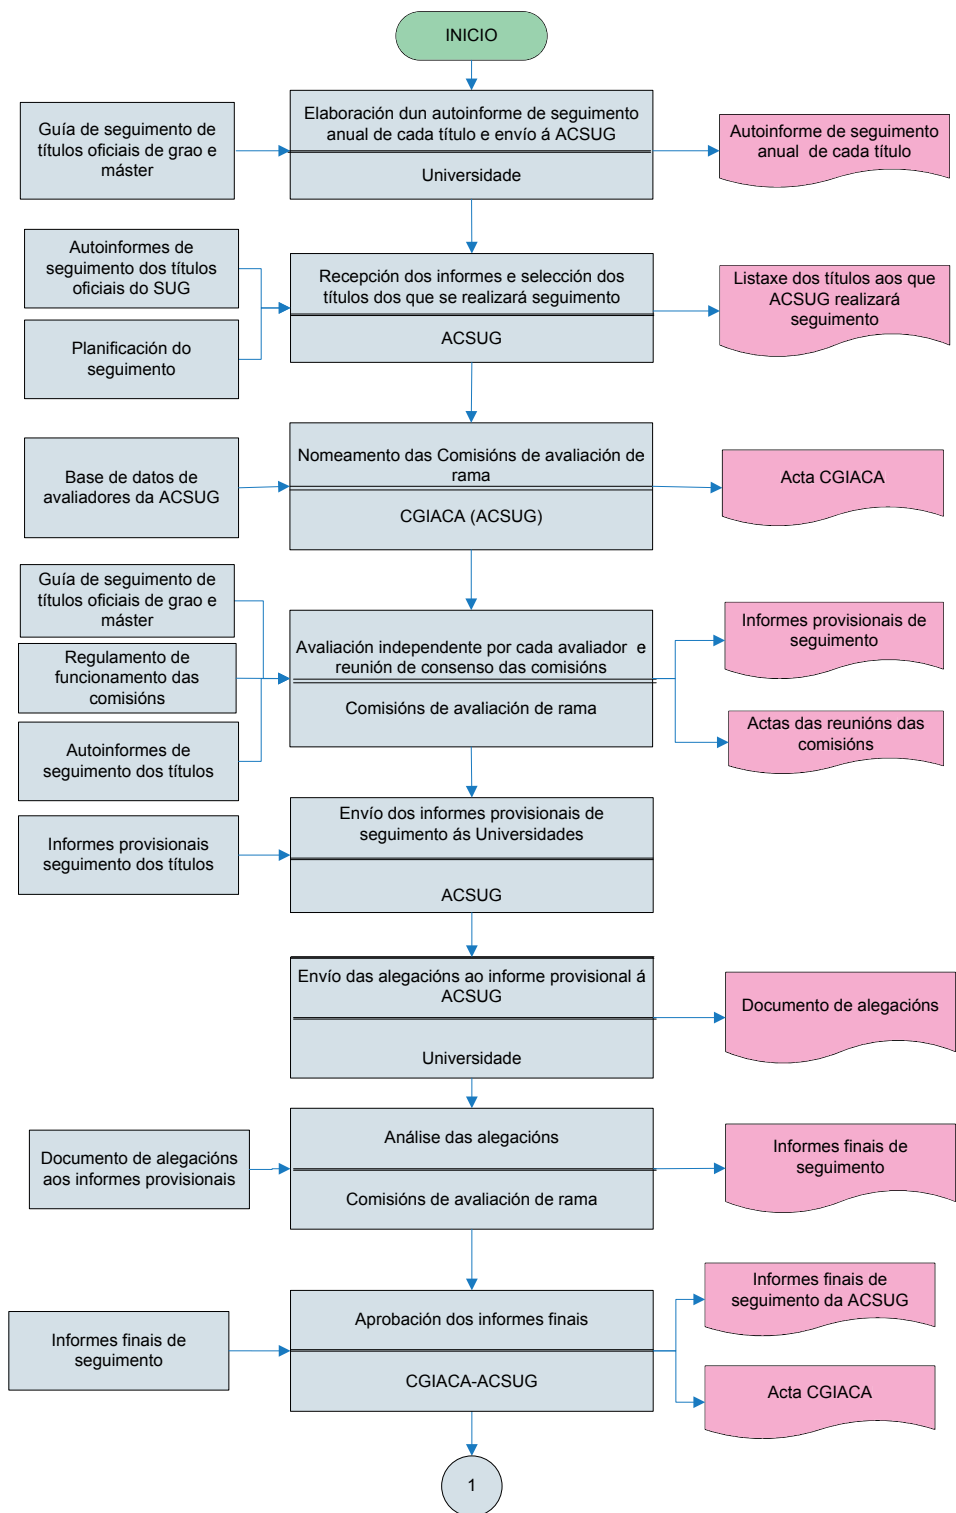 INICIO
Guía de seguimento de
títulos oficiais de grao e
máster
Elaboración dun autoinforme de seguimento
anual de cada título e envío á ACSUG
Universidade
Autoinforme de seguimento
anual de cada título
Autoinformes de
seguimento dos títulos
oficiais do SUG
Planificación do
seguimento
Recepción dos informes e selección dos
títulos dos que se realizará seguimento
ACSUG
Listaxe dos títulos aos que
ACSUG realizará
seguimento
Base de datos de
avaliadores da ACSUG
Nomeamento das Comisións de avaliación de
rama
CGIACA (ACSUG)
Acta CGIACA
Guía de seguimento de
títulos oficiais de grao e
máster
Regulamento de
funcionamento das
comisións
Autoinformes de
seguimento dos títulos
Avaliación independente por cada avaliador e
reunión de consenso das comisións
Comisións de avaliación de rama
Informes provisionais de
seguimento
Actas das reunións das
comisións
Informes provisionais
seguimento dos títulos
Envío dos informes provisionais de
seguimento ás Universidades
ACSUG
Envío das alegacións ao informe provisional á
ACSUG
Universidade
Documento de alegacións
Documento de alegacións
aos informes provisionais
Análise das alegacións
Comisións de avaliación de rama
Informes finais de
seguimento
Informes finais de
seguimento
Aprobación dos informes finais
CGIACA-ACSUG
Informes finais de
seguimento da ACSUG
Acta CGIACA
1